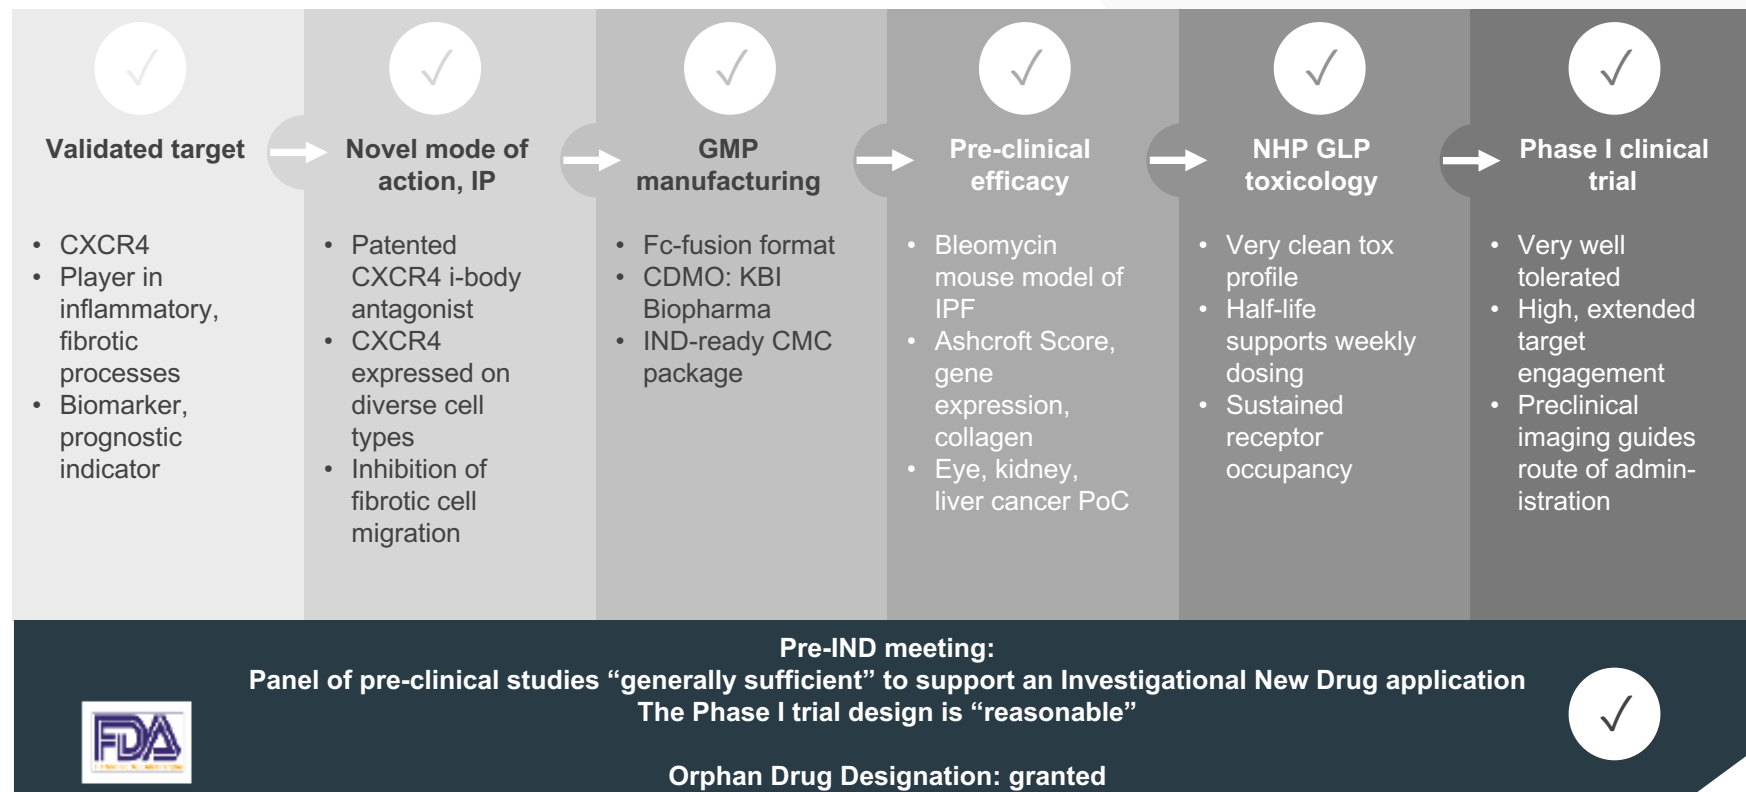 Validated target
• CXCR4
• Player in
inflammatory,
fibrotic
processes
• Biomarker,
prognostic
indicator
Novel mode of
action, IP
• Patented
CXCR4 i-body
antagonist
• CXCR4
expressed on
diverse cell
types
• Inhibition of
fibrotic cell
migration
GMP
manufacturing
• Fc-fusion format
• CDMO: KBI
Biopharma
• IND-ready CMC
package
Pre-clinical
efficacy
• Bleomycin
mouse model of
IPF
• Ashcroft Score,
gene
expression,
collagen
• Eye, kidney,
liver cancer PoC
NHP GLP
toxicology
• Very clean tox
profile
• Half-life
supports weekly
dosing
• Sustained
receptor
occupancy
Phase I clinical
trial
• Very well
tolerated
• High, extended
target
engagement
• Preclinical
imaging guides
route of admin-
istration
Pre-IND meeting:
Panel of pre-clinical studies “generally sufficient” to support an Investigational New Drug application
The Phase I trial design is “reasonable”
FDA
Orphan Drug Designation: granted